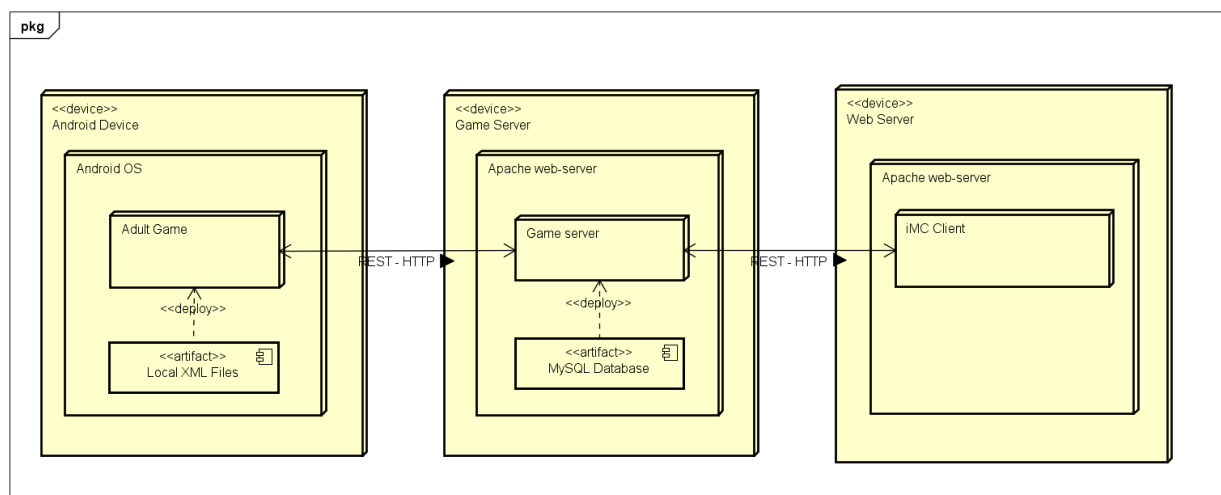 pkg
<<device>>
Android Device
Android OS
Adult Game
<<deploy>>
<<artifact>>
Local XML Files
REST - HTTP
<<device>>
Game Server
Apache web-server
Game server
<<deploy>>
<<artifact>>
MySQL Database
REST - HTTP
<<device>>
Web Server
Apache web-server
iMC Client